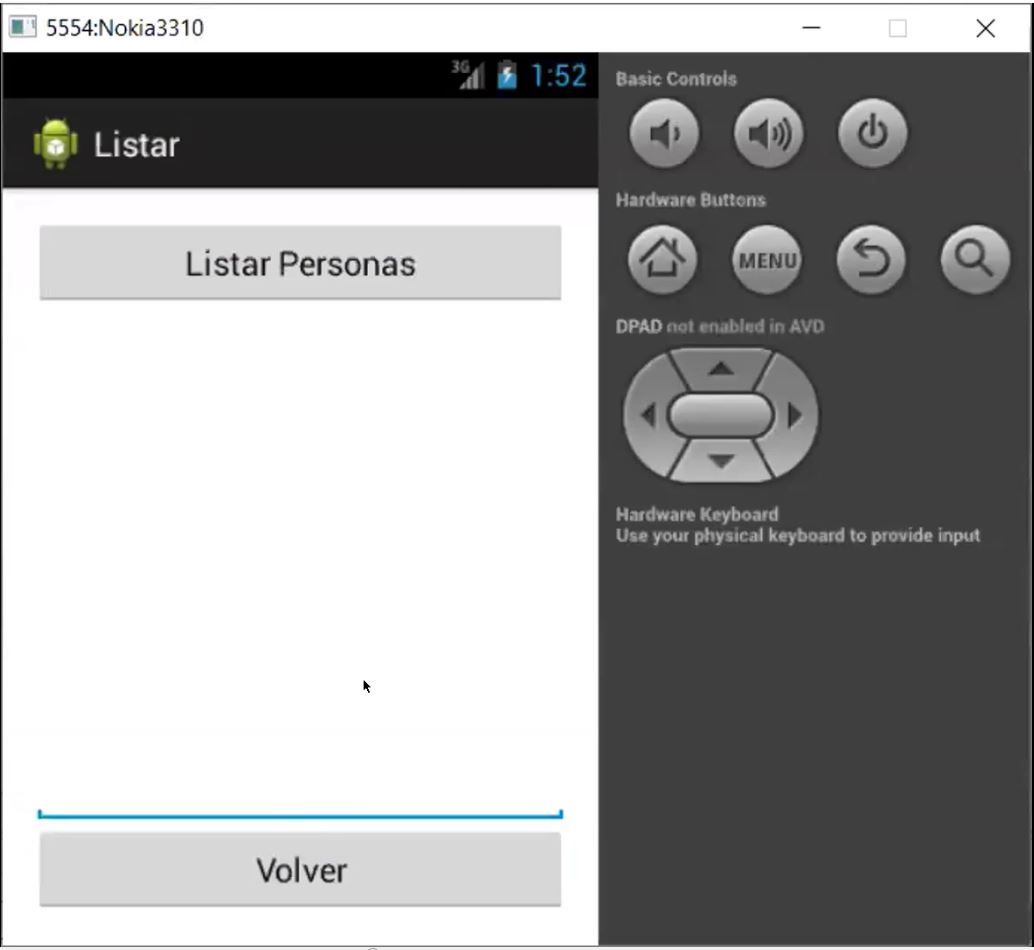 5554:Nokia3310
3G 1:52
Listar
Listar Personas
Volver
Basic Controls
Hardware Buttons
MENU
DPAD not enabled in AVD
Hardware Keyboard
Use your physical keyboard to provide input